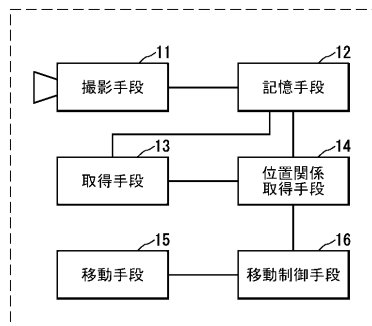 11
撮影手段
12
記憶手段
13
取得手段
14
位置関係
取得手段
15
移動手段
16
移動制御手段